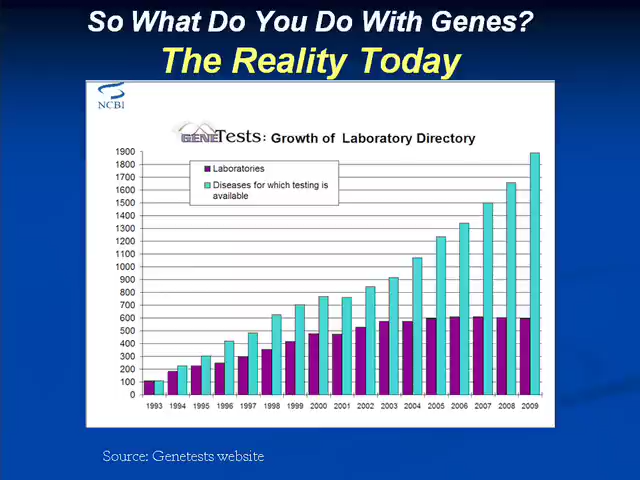 So What Do You Do With Genes?
The Reality Today
NCBI
GENETests: Growth of Laboratory Directory
1900
1800
1700
1600
1500
1400
1300
1200
1100
1000
900
800
700
600
500
400
300
200
100
0
Laboratories
Diseases for which testing is
available
1993 1994 1995 1996 1997 1998 1999 2000 2001 2002 2003 2004 2005 2006 2007 2008 2009
Source: Genetests website